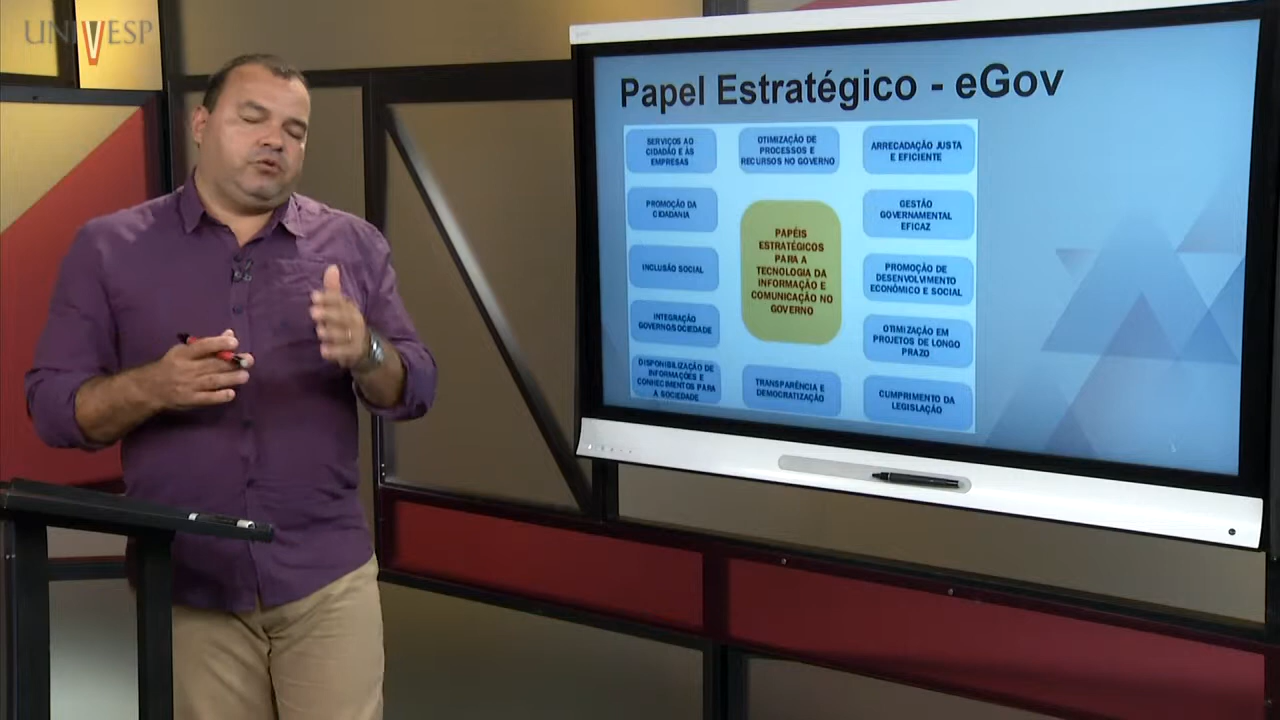 UNIVESP
Papel Estratégico - eGov
SERVIÇOS AO
CIDADÃO E ÀS
EMPRESAS
OTIMIZAÇÃO DE
PROCESSOS E
RECURSOS NO GOVERNO
ARRECADAÇÃO JUSTA
E EFICIENTE
PROMOÇÃO DA
CIDADANIA
GESTÃO
GOVERNAMENTAL
EFICAZ
PAPÉIS
ESTRATÉGICOS
PARA A
TECNOLOGIA DA
INFORMAÇÃO E
COMUNICAÇÃO NO
GOVERNO
INCLUSÃO SOCIAL
PROMOÇÃO DE
DESENVOLVIMENTO
ECONÔMICO E SOCIAL
INTEGRAÇÃO
GOVERNO/SOCIEDADE
OTIMIZAÇÃO EM
PROJETOS DE LONGO
PRAZO
DISPONIBILIZAÇÃO DE
INFORMAÇÕES E
CONHECIMENTOS PARA
A SOCIEDADE
TRANSPARÊNCIA E
DEMOCRATIZAÇÃO
CUMPRIMENTO DA
LEGISLAÇÃO